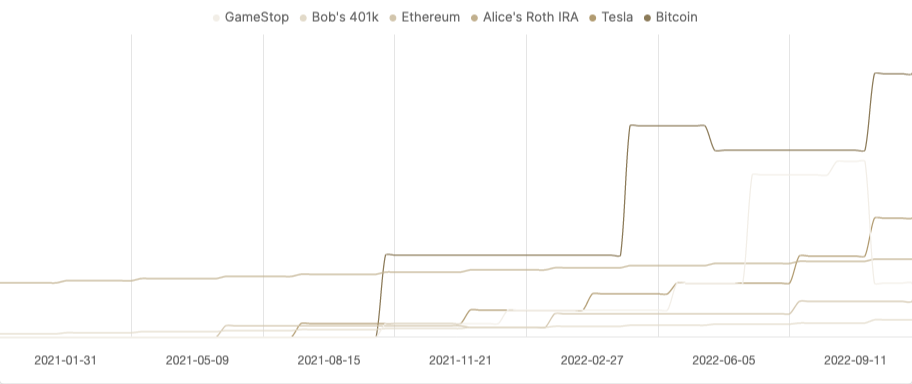 GameStop Bob's 401k Ethereum Alice's Roth IRA Tesla Bitcoin
2021-01-31 2021-05-09 2021-08-15 2021-11-21 2022-02-27 2022-06-05 2022-09-11